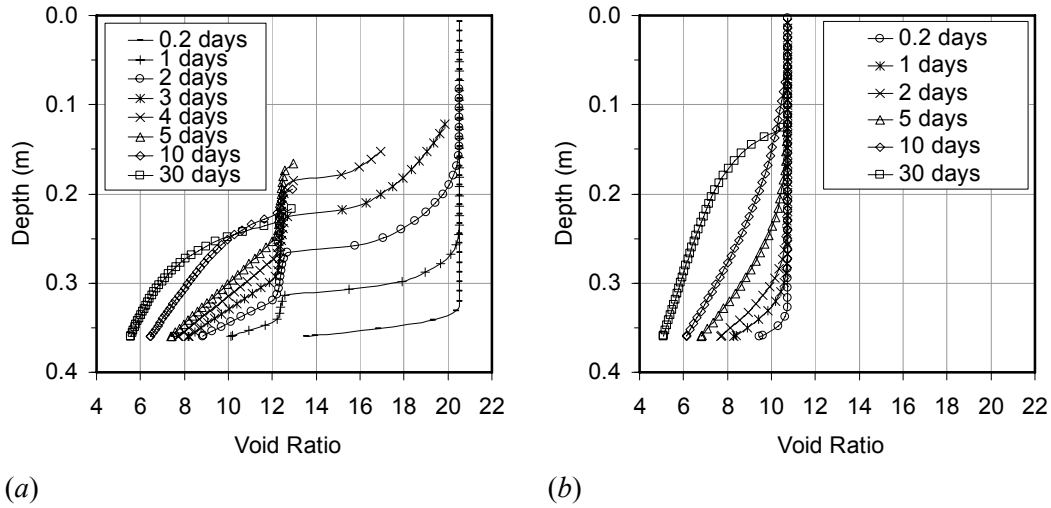 0.2 days
1 days
2 days
3 days
4 days
5 days
10 days
30 days
0.0
0.1
0.2
0.3
0.4
Depth (m)
4 6 8 10 12 14 16 18 20 22
Void Ratio
(a)
0.2 days
1 days
2 days
5 days
10 days
30 days
0.0
0.1
0.2
0.3
0.4
Depth (m)
4 6 8 10 12 14 16 18 20 22
Void Ratio
(b)